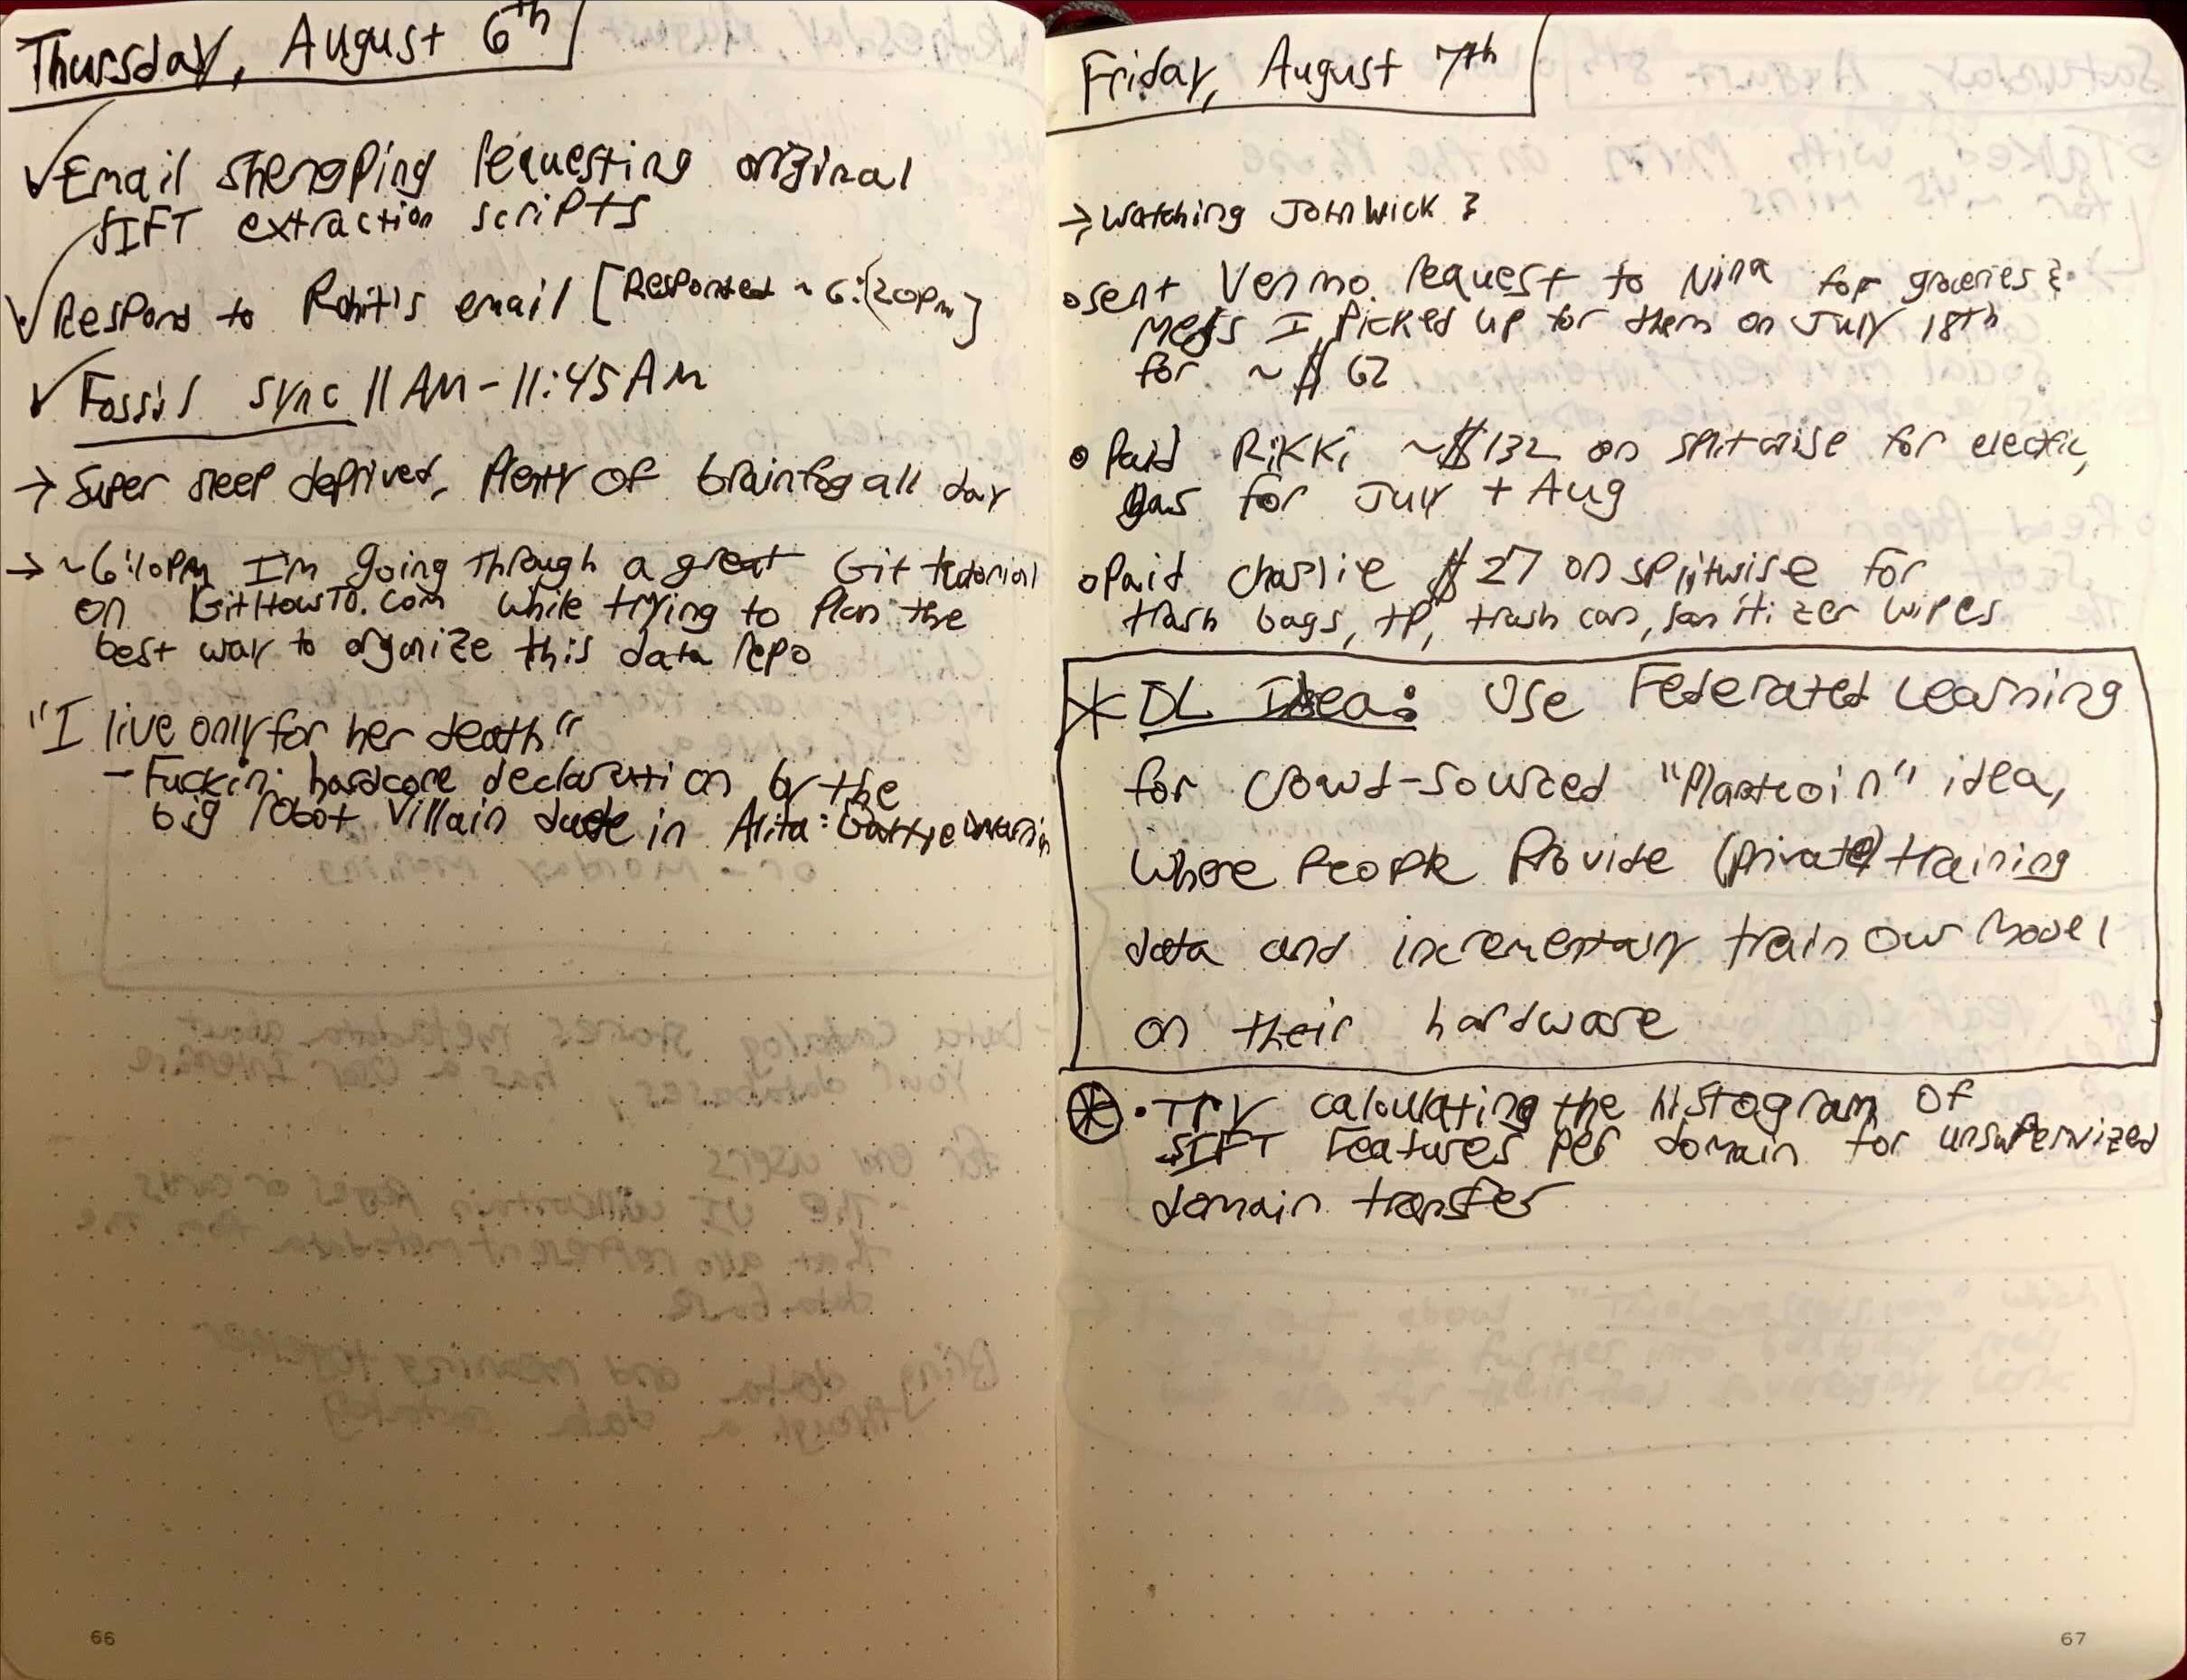 Thursday, August 6th
Email Shengping requesting original
SIFT extraction scripts
Respond to Rohit's email [Responded ~6:20pm]
Fossil sync 11AM-11:45AM
→ Super sleep deprived, plenty of brainfog all day
→ ~6:10PM I'm going through a great Git tutorial
on GitHowTo.com while trying to plan the
best way to organize this data repo
"I live only for her death"
- Fuckin' hardcore declaration by the
big robot villain dude in Alita: Battle
66
Friday, August 7th
→ Watching John Wick 3
o sent Venmo request to Nina for groceries &
meds I picked up for them on July 18th
for ~$62
o Paid Rikki ~$132 on splitwise for electric,
gas for July + Aug
o Paid Charlie $27 on splitwise for
trash bags, TP, trash can, sanitizer wipes
* DL Idea: Use Federated Learning
for crowd-sourced idea,
where people provide (private) training
data and incrementally train our model
on their hardware
• Try calculating the histogram of
SIFT features per domain for unsupervized
domain transfer
67